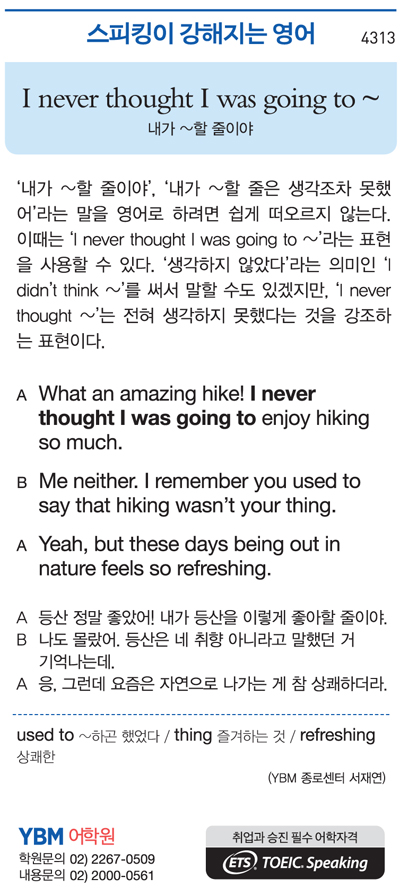 스피킹이 강해지는 영어 4313
I never thought I was going to ~
내가 ~할 줄이야
‘내가 ~할 줄이야’, ‘내가 ~할 줄은 생각조차 못했
어’라는 말을 영어로 하려면 쉽게 떠오르지 않는다.
이때는 ‘I never thought I was going to ~’라는 표현
을 사용할 수 있다. ‘생각하지 않았다’라는 의미인 ‘I
didn’t think ~’를 써서 말할 수도 있겠지만, ‘I never
thought ~’는 전혀 생각하지 못했다는 것을 강조하
는 표현이다.
A What an amazing hike! I never
thought I was going to enjoy hiking
so much.
B Me neither. I remember you used to
say that hiking wasn’t your thing.
A Yeah, but these days being out in
nature feels so refreshing.
A 등산 정말 좋았어! 내가 등산을 이렇게 좋아할 줄이야.
B 나도 몰랐어. 등산은 네 취향 아니라고 말했던 거
기억나는데.
A 응, 그런데 요즘은 자연으로 나가는 게 참 상쾌하더라.
used to ~하곤 했었다 / thing 즐겨하는 것 / refreshing
상쾌한
(YBM 종로센터 서재연)
YBM 어학원
학원문의 02) 2267-0509
내용문의 02) 2000-0561
취업과 승진 필수 어학자격
ETS TOEIC Speaking